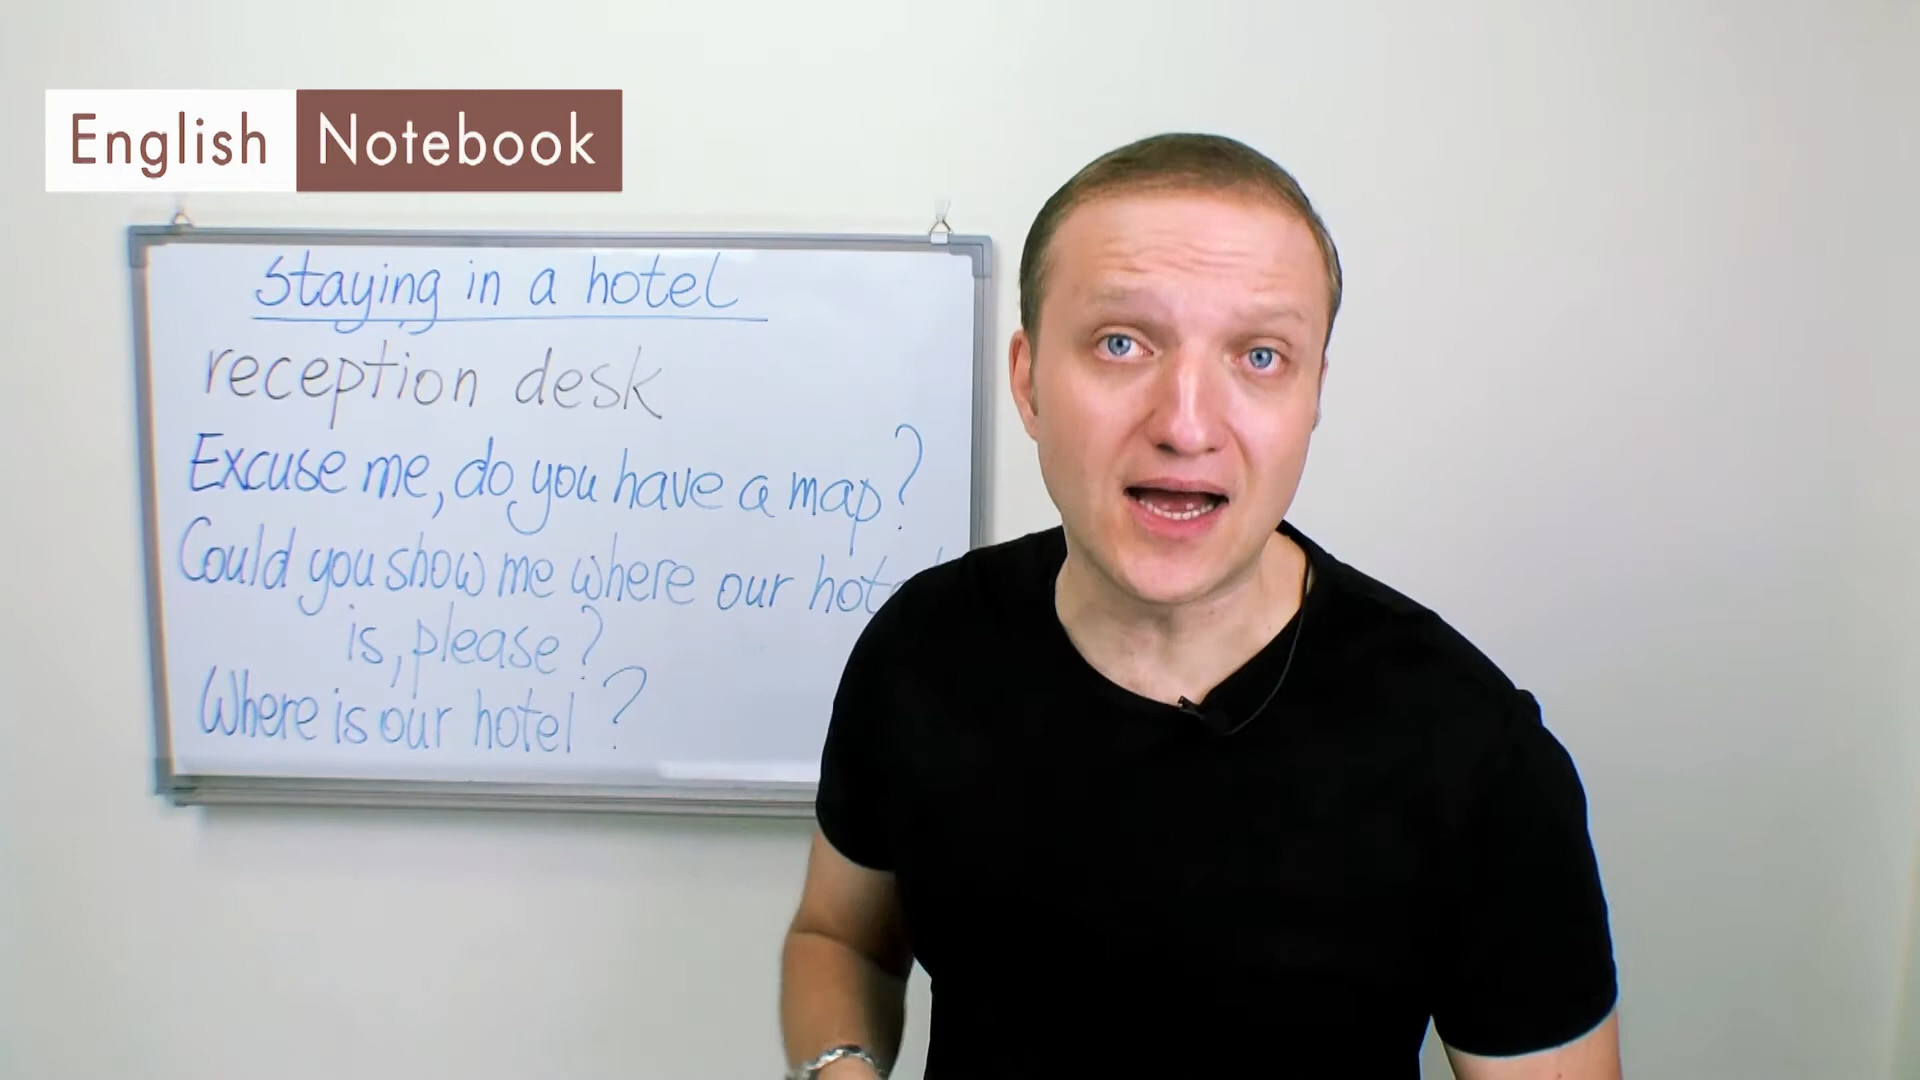 English Notebook
Staying in a hotel
reception desk
Excuse me, do you have a map?
Could you show me where our hotel
is, please?
Where is our hotel?